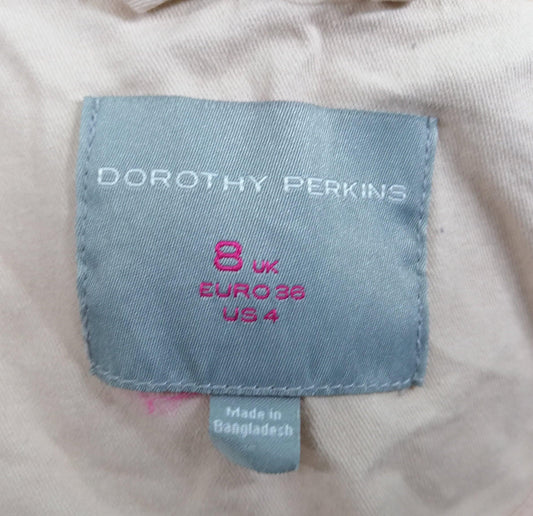 DOROTHY PERKINS
8 UK
EURO 36
US 4
Made in
Bangladesh